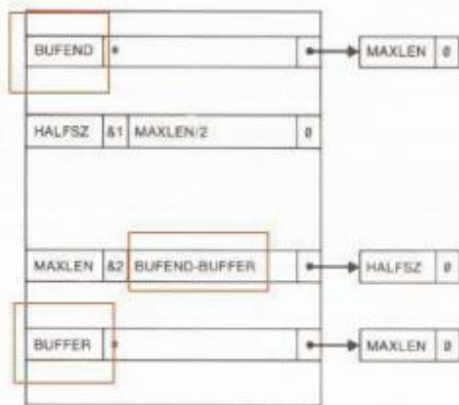 BUFEND * MAXLEN 0
HALFSZ &1 MAXLEN/2 0
MAXLEN &2 BUFEND-BUFFER HALFSZ 0
BUFFER * MAXLEN 0